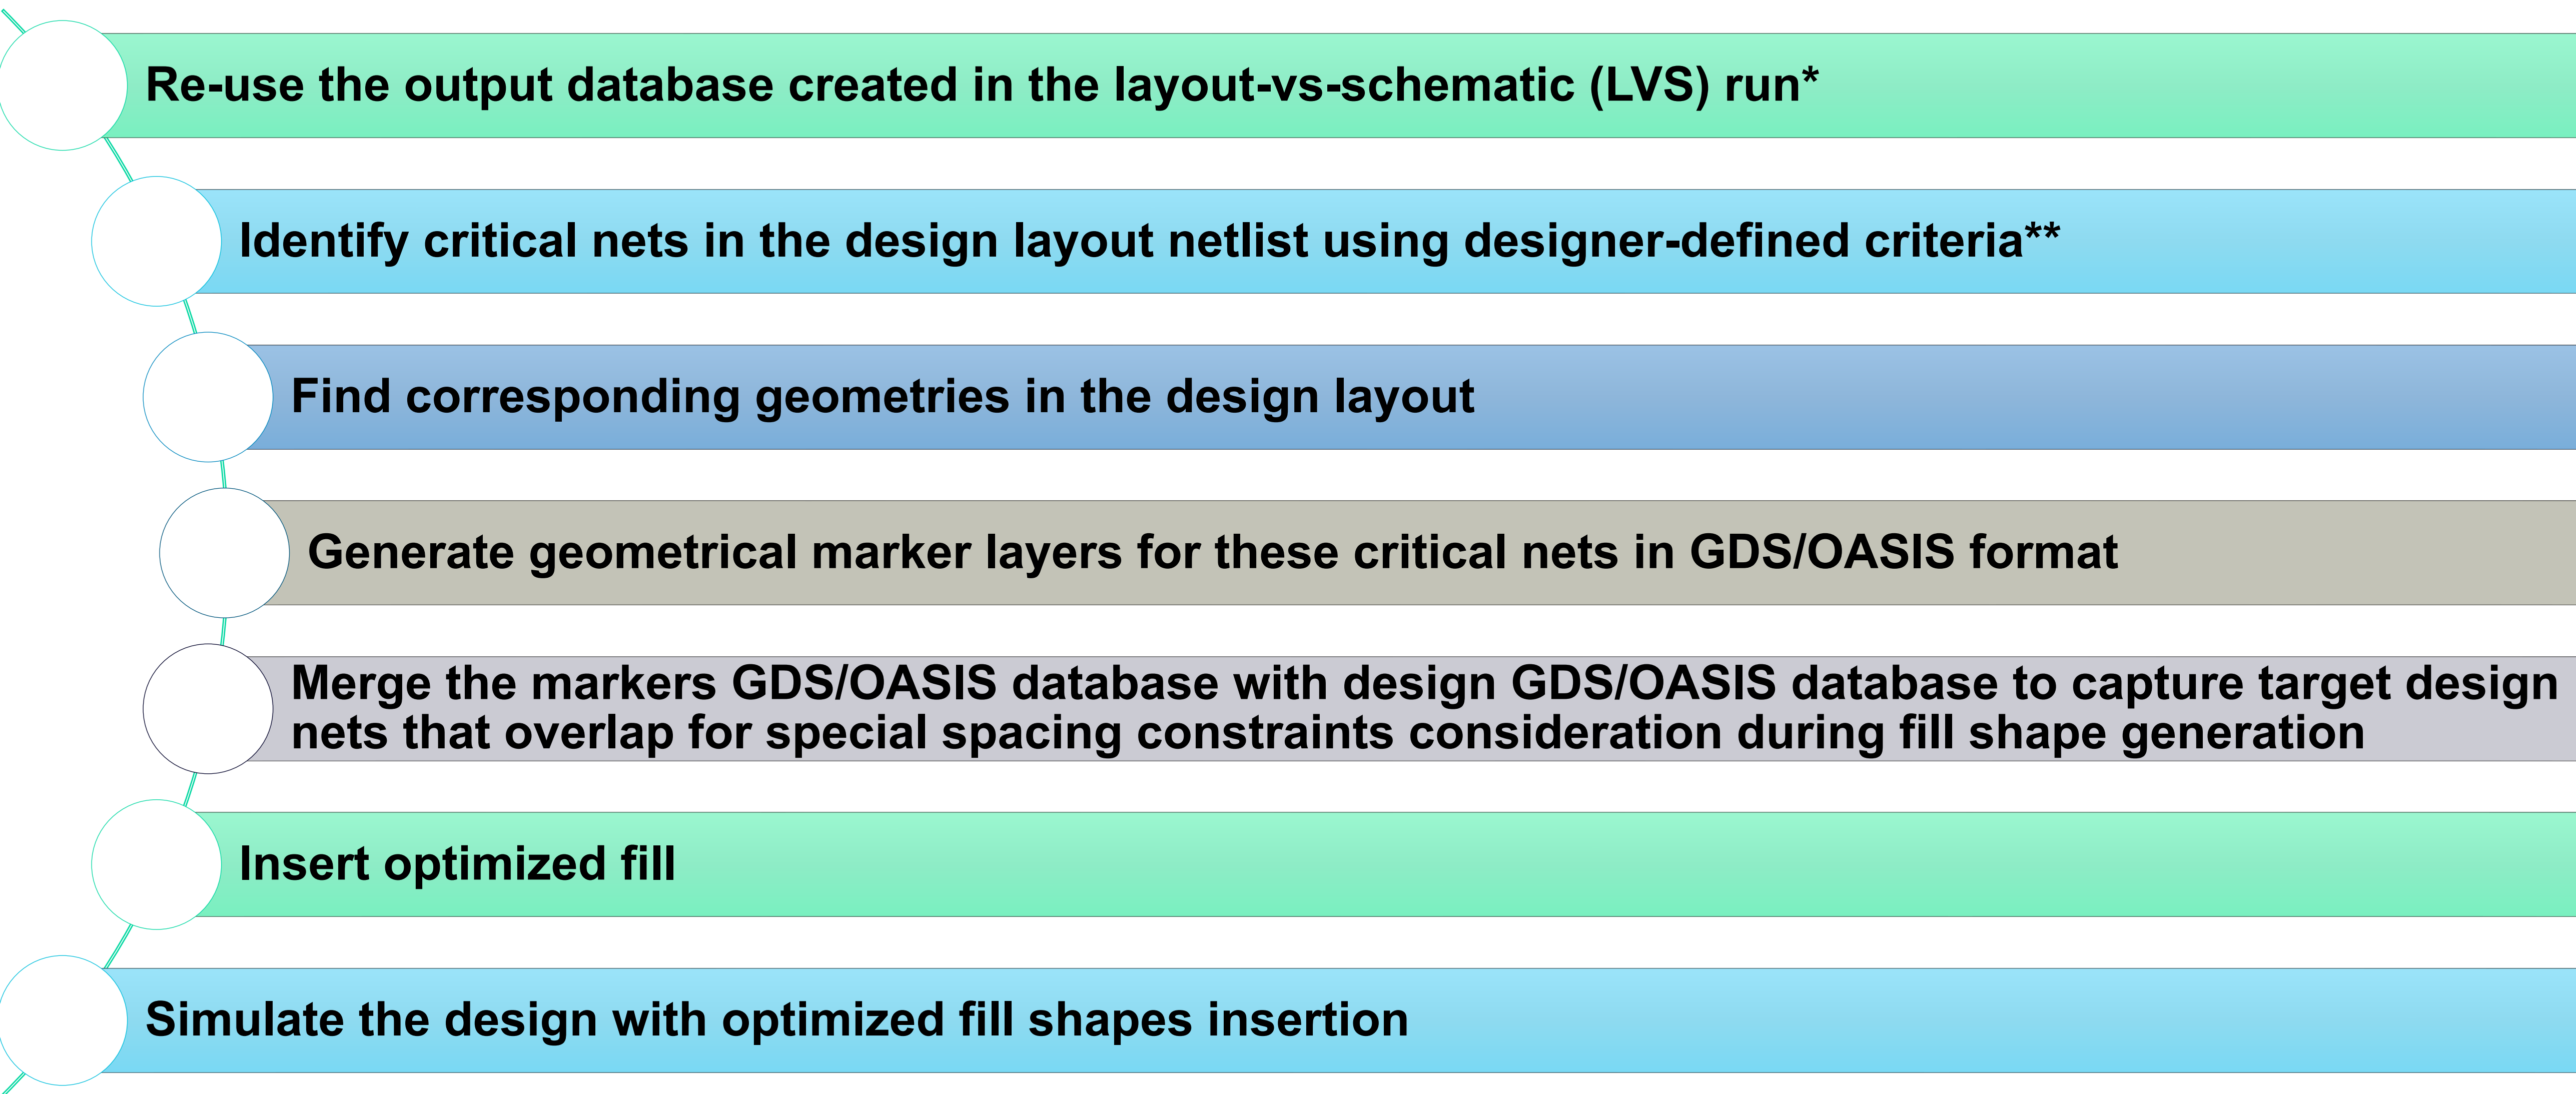 Re-use the output database created in the layout-vs-schematic (LVS) run*
Identify critical nets in the design layout netlist using designer-defined criteria**
Find corresponding geometries in the design layout
Generate geometrical marker layers for these critical nets in GDS/OASIS format
Merge the markers GDS/OASIS database with design GDS/OASIS database to capture target design
nets that overlap for special spacing constraints consideration during fill shape generation
Insert optimized fill
Simulate the design with optimized fill shapes insertion